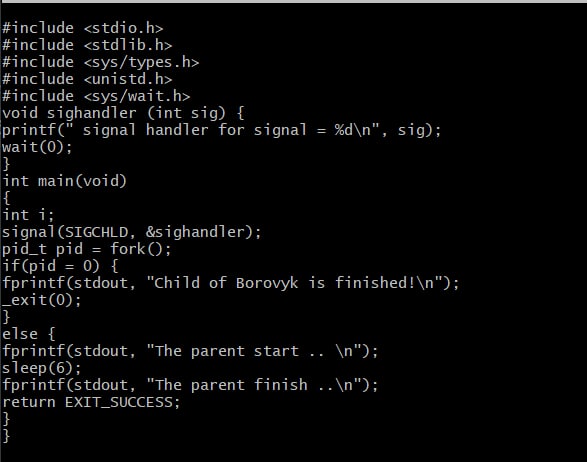 #include <stdio.h>
#include <stdlib.h>
#include <sys/types.h>
#include <unistd.h>
#include <sys/wait.h>
void sighandler (int sig) {
printf(" signal handler for signal = %d\n", sig);
wait(0);
}
int main(void)
{
int i;
signal(SIGCHLD, &sighandler);
pid_t pid = fork();
if(pid = 0) {
fprintf(stdout, "Child of Borovyk is finished!\n");
_exit(0);
}
else {
fprintf(stdout, "The parent start .. \n");
sleep(6);
fprintf(stdout, "The parent finish ..\n");
return EXIT_SUCCESS;
}
}